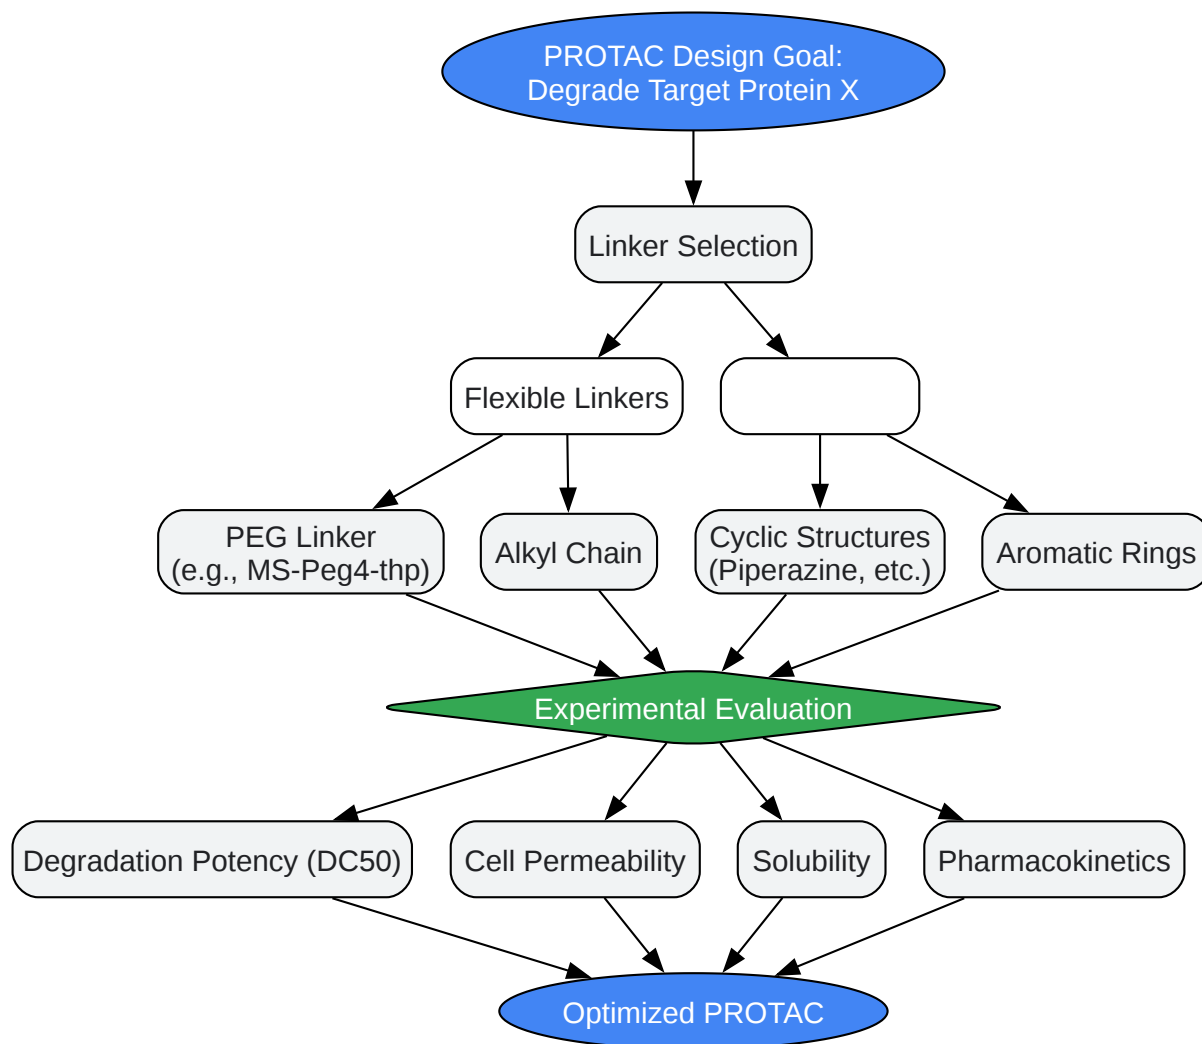 PROTAC Design Goal:
Degrade Target Protein X
Linker Selection
Flexible Linkers
PEG Linker
(e.g., MS-Peg4-thp)
Alkyl Chain
Cyclic Structures
(Piperazine, etc.)
Aromatic Rings
Experimental Evaluation
Degradation Potency (DC50)
Cell Permeability
Solubility
Pharmacokinetics
Optimized PROTAC